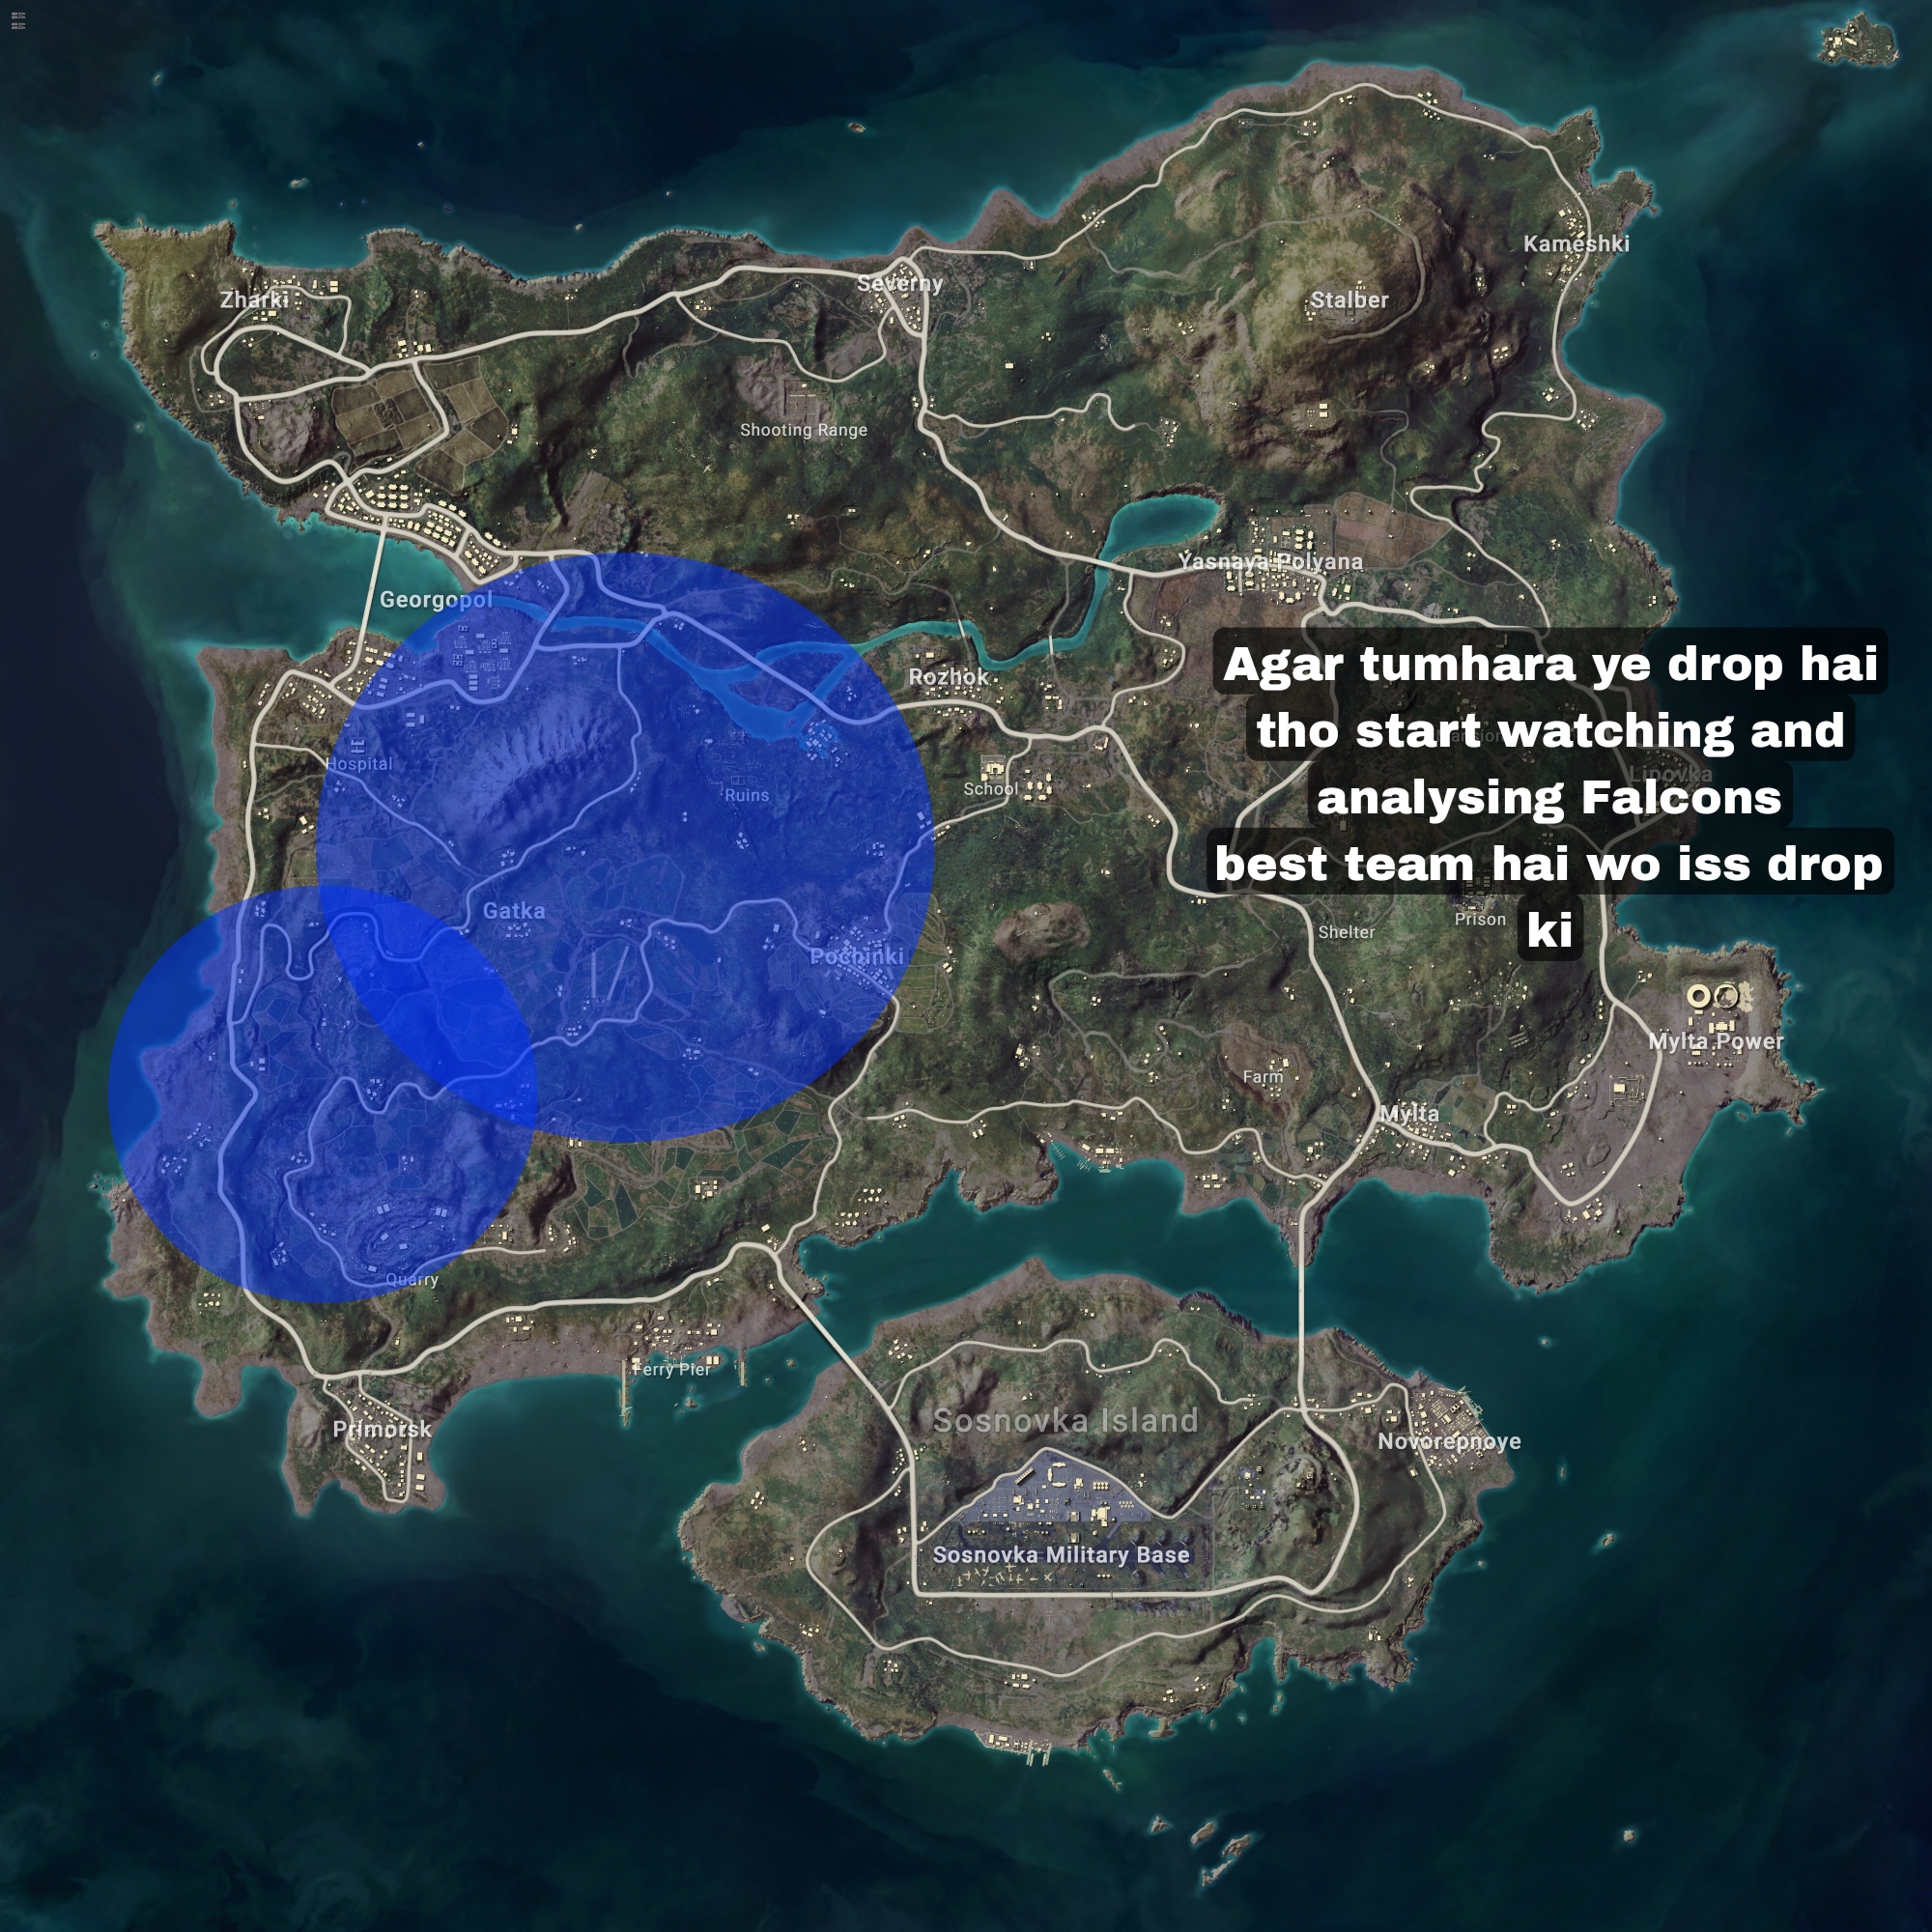 Kameshki
Severny
Zharki
Stalber
Shooting Range
Yasnaya Polyana
Georgopol
Agar tumhara ye drop hai
tho start watching and
analysing Falcons
best team hai wo iss drop
ki
Rozhok
Hospital
Ruins
School
Lipovka
Gatka
Prison
Shelter
Pochinki
Mylta Power
Farm
Mylta
Quarry
Ferry Pier
Primorsk
Sosnovka Island
Novorepnoye
Sosnovka Military Base